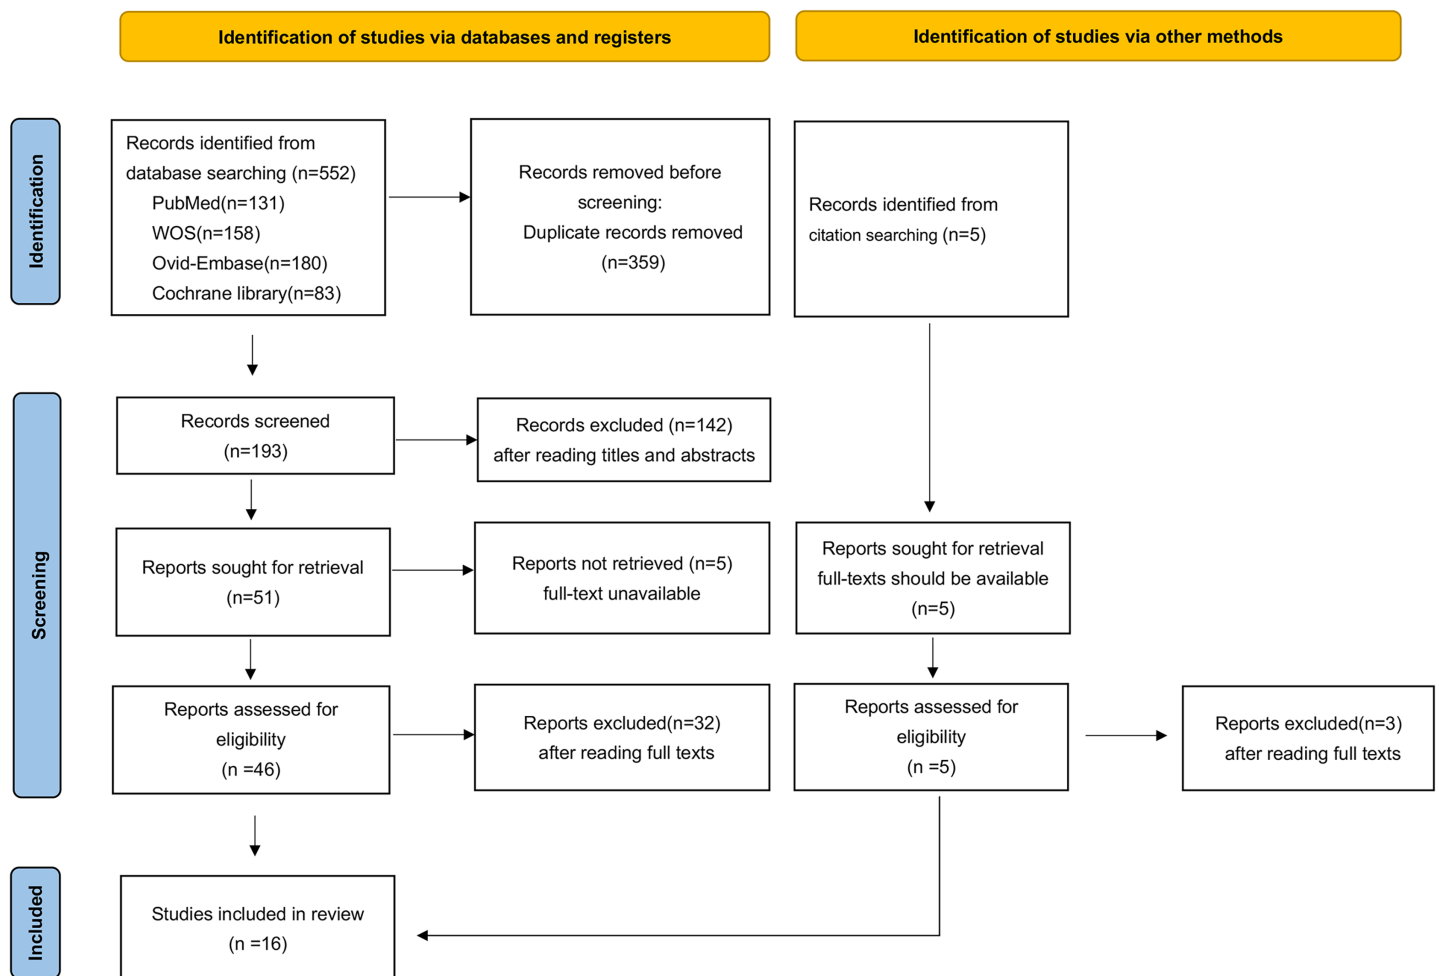 Identification of studies via databases and registers
Identification of studies via other methods
Identification
Records identified from
database searching (n=552)
PubMed(n=131)
WOS(n=158)
Ovid-Embase(n=180)
Cochrane library(n=83)
Records removed before
screening:
Duplicate records removed
(n=359)
Records identified from
citation searching (n=5)
Screening
Records screened
(n=193)
Records excluded (n=142)
after reading titles and abstracts
Reports sought for retrieval
(n=51)
Reports not retrieved (n=5)
full-text unavailable
Reports sought for retrieval
full-texts should be available
(n=5)
Reports assessed for
eligibility
(n =46)
Reports excluded(n=32)
after reading full texts
Reports assessed for
eligibility
(n =5)
Reports excluded(n=3)
after reading full texts
Included
Studies included in review
(n =16)